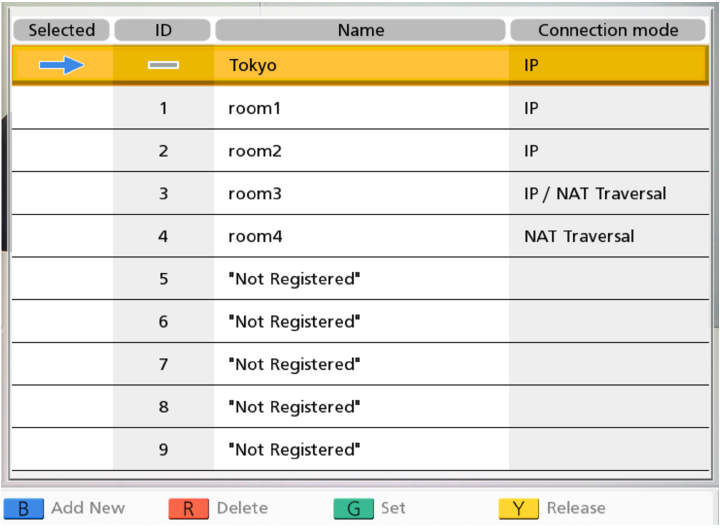 Selected ID Name Connection mode
Tokyo IP
1 room1 IP
2 room2 IP
3 room3 IP / NAT Traversal
4 room4 NAT Traversal
5 "Not Registered"
6 "Not Registered"
7 "Not Registered"
8 "Not Registered"
9 "Not Registered"
B Add New R Delete G Set Y Release